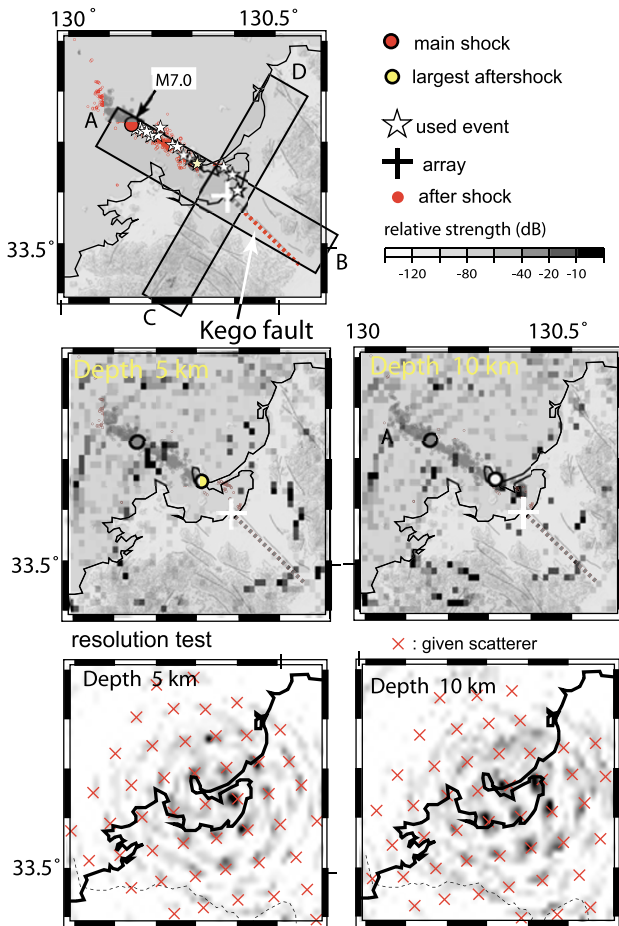 130 130.5
D
M7.0
A
33.5
B
C
Kego fault
main shock
largest aftershock
used event
array
after shock
relative strength (dB)
-120 -80 -40 -20 -10
130 130.5
Depth 5 km
Depth 10 km
A
33.5
resolution test
× : given scatterer
Depth 5 km
Depth 10 km
33.5